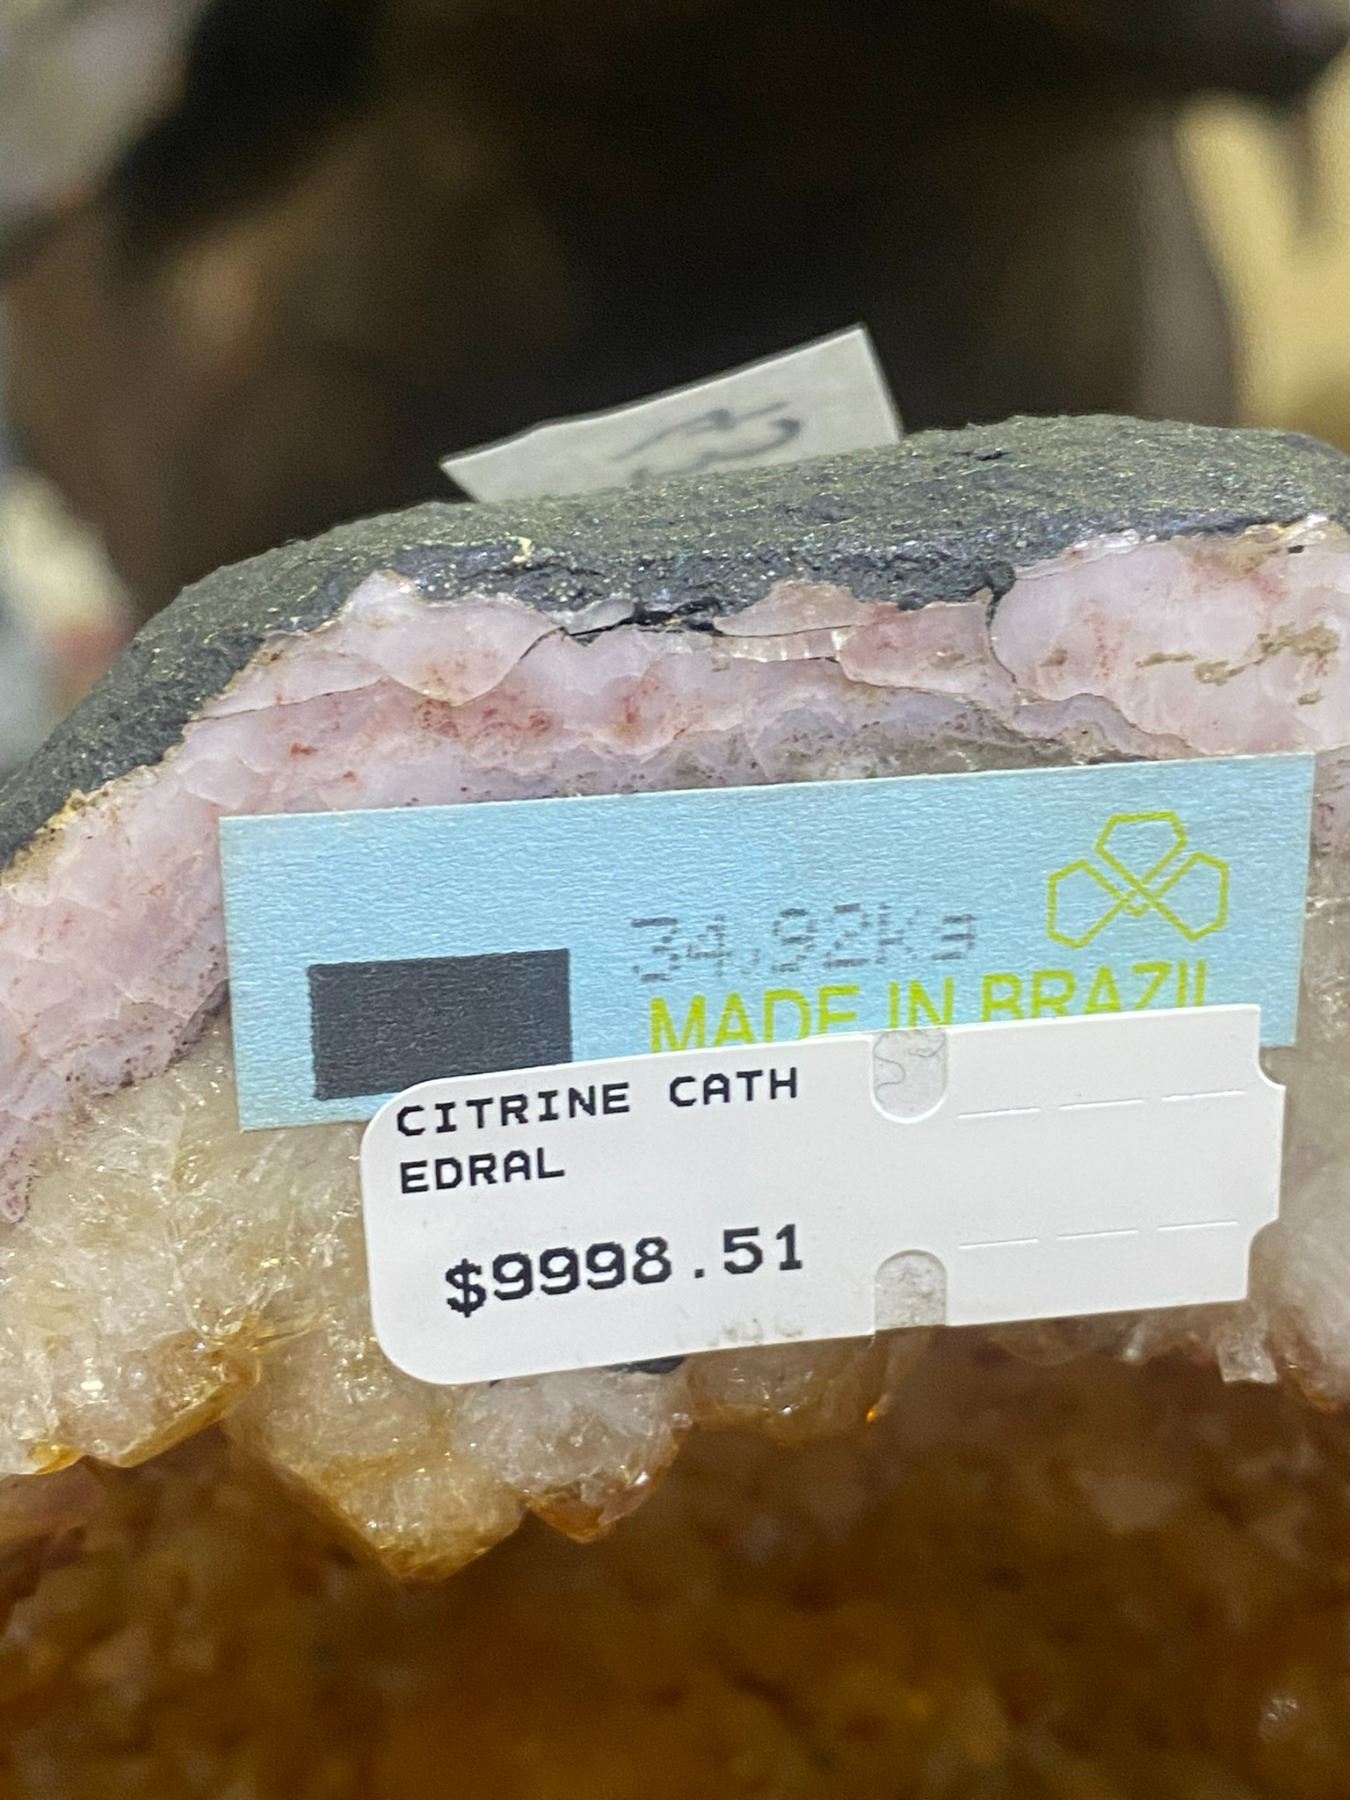 34.92Kg
MADE IN BRAZIL
CITRINE CATH
EDRAL
$9998.51